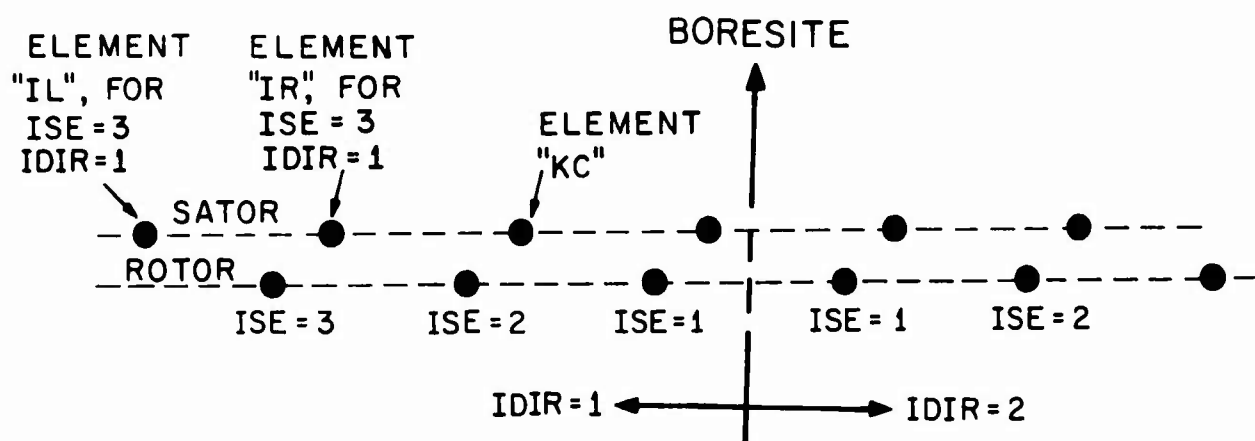 BORESITE
ELEMENT
"IL", FOR
ISE = 3
IDIR = 1
ELEMENT
"IR", FOR
ISE = 3
IDIR = 1
ELEMENT
"KC"
SATOR
ROTOR
ISE = 3 ISE = 2 ISE = 1 ISE = 1 ISE = 2
IDIR = 1 IDIR = 2